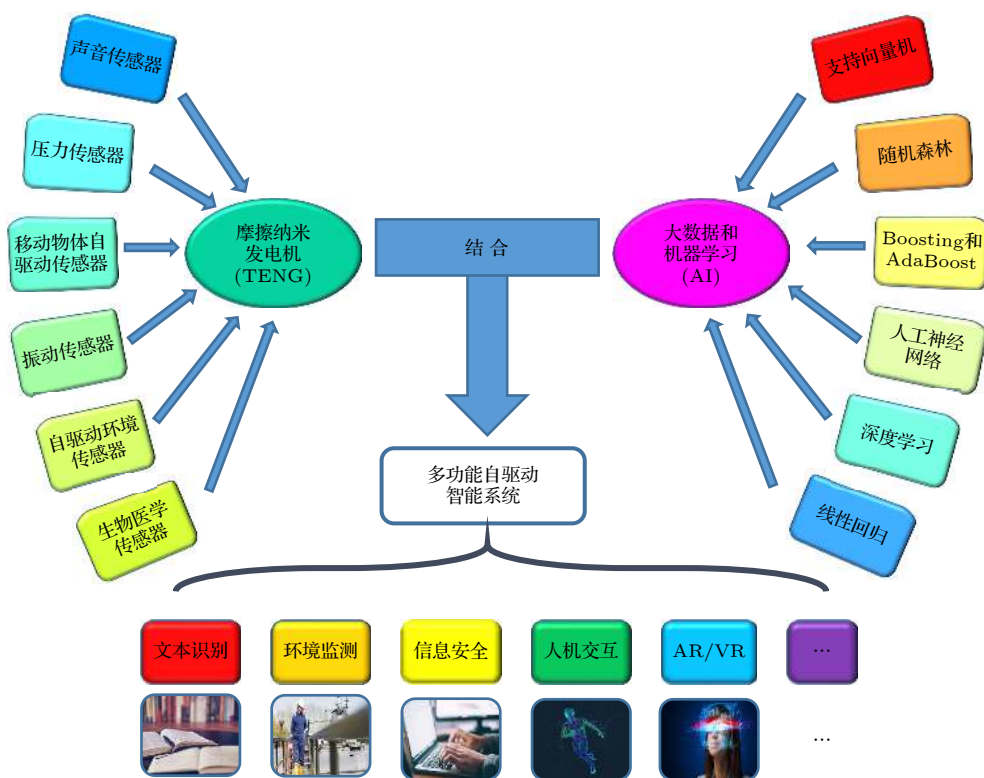 声音传感器
压力传感器
移动物体自
驱动传感器
振动传感器
自驱动环境
传感器
生物医学
传感器
摩擦纳米
发电机
(TENG)
结 合
大数据和
机器学习
(AI)
支持向量机
随机森林
Boosting和
AdaBoost
人工神经
网络
深度学习
线性回归
多功能自驱动
智能系统
文本识别
环境监测
信息安全
人机交互
AR/VR
...
...